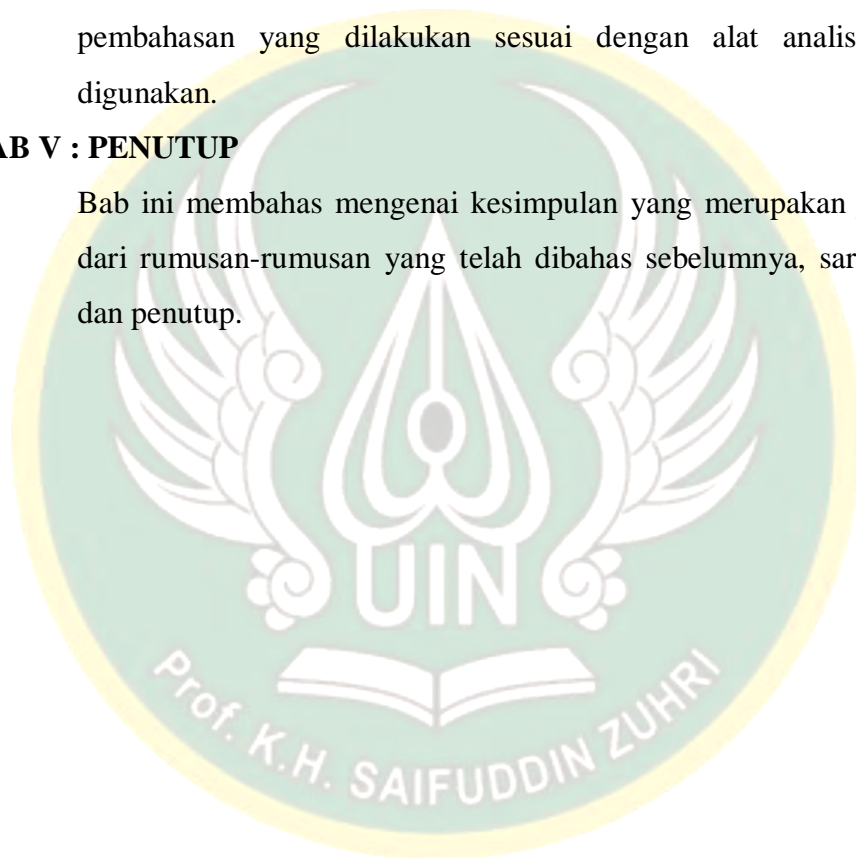 pembahasan yang dilakukan sesuai dengan alat analis
digunakan.
AB V : PENUTUP
Bab ini membahas mengenai kesimpulan yang merupakan
dari rumusan-rumusan yang telah dibahas sebelumnya, sar
dan penutup.
UIN
Prof. K.H. SAIFUDDIN ZUHRI